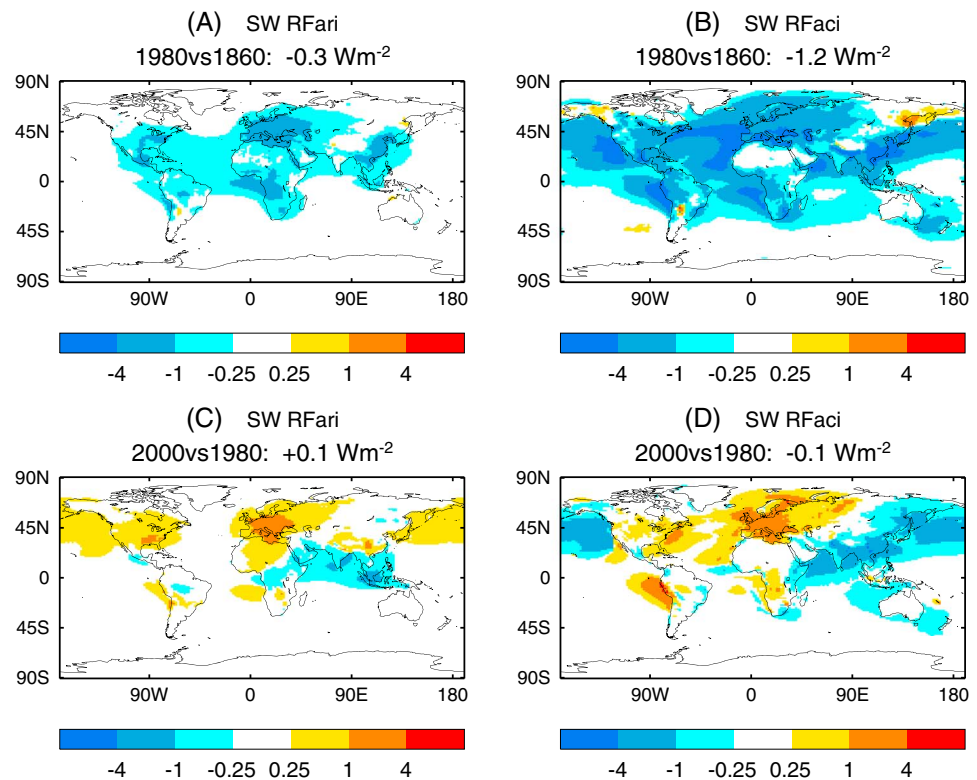 (A) SW RFari
1980vs1860: -0.3 Wm-2
90N
45N
0
45S
90S
90W 0 90E 180
-4 -1 -0.25 0.25 1 4
(B) SW RFaci
1980vs1860: -1.2 Wm-2
90N
45N
0
45S
90S
90W 0 90E 180
-4 -1 -0.25 0.25 1 4
(C) SW RFari
2000vs1980: +0.1 Wm-2
90N
45N
0
45S
90S
90W 0 90E 180
-4 -1 -0.25 0.25 1 4
(D) SW RFaci
2000vs1980: -0.1 Wm-2
90N
45N
0
45S
90S
90W 0 90E 180
-4 -1 -0.25 0.25 1 4